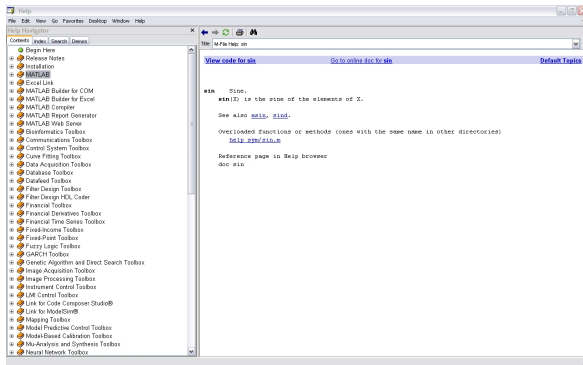 Help
File Edit View Go Favorites Desktop Window Help
Help Navigator
Contents Index Search Demos
Begin Here
Release Notes
Installation
MATLAB
Excel Link
MATLAB Builder for COM
MATLAB Builder for Excel
MATLAB Compiler
MATLAB Report Generator
MATLAB Web Server
Bioinformatics Toolbox
Communications Toolbox
Control System Toolbox
Curve Fitting Toolbox
Data Acquisition Toolbox
Database Toolbox
Datafeed Toolbox
Filter Design Toolbox
Filter Design HDL Coder
Financial Toolbox
Financial Derivatives Toolbox
Financial Time Series Toolbox
Fixed-Income Toolbox
Fixed-Point Toolbox
Fuzzy Logic Toolbox
GARCH Toolbox
Genetic Algorithm and Direct Search Toolbox
Image Acquisition Toolbox
Image Processing Toolbox
Instrument Control Toolbox
LMI Control Toolbox
Link for Code Composer Studio®
Link for ModelSim®
Mapping Toolbox
Model Predictive Control Toolbox
Model-Based Calibration Toolbox
Mu-Analysis and Synthesis Toolbox
Neural Network Toolbox
Title: M-File Help: sin
View code for sin Go to online doc for sin Default Topics
sin Sine.
sin(X) is the sine of the elements of X.
See also asin, sind.
Overloaded functions or methods (ones with the same name in other directories)
help sym/sin.m
Reference page in Help browser
doc sin